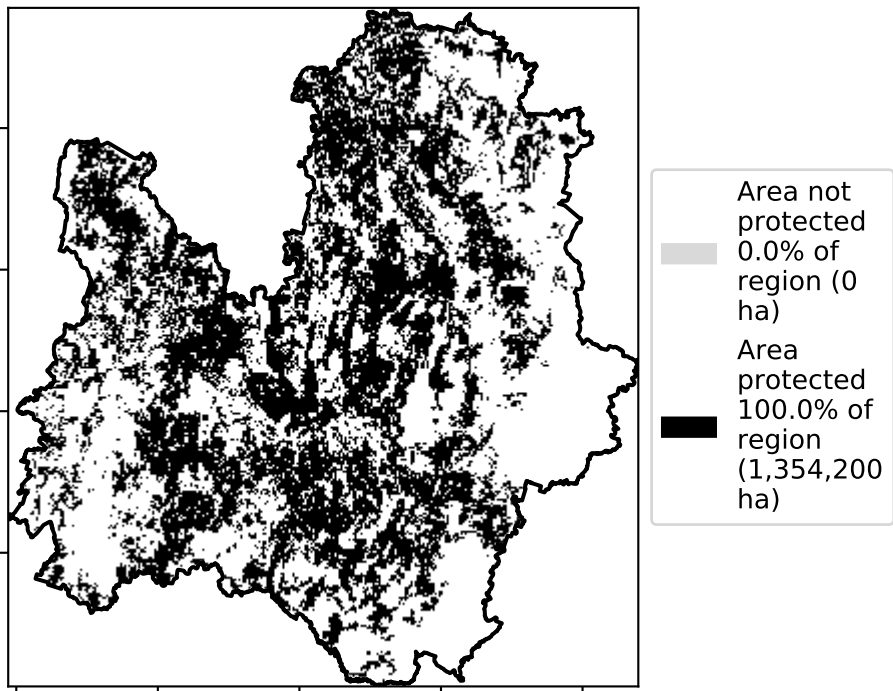 Area not
protected
0.0% of
region (0
ha)
Area
protected
100.0% of
region
(1,354,200
ha)